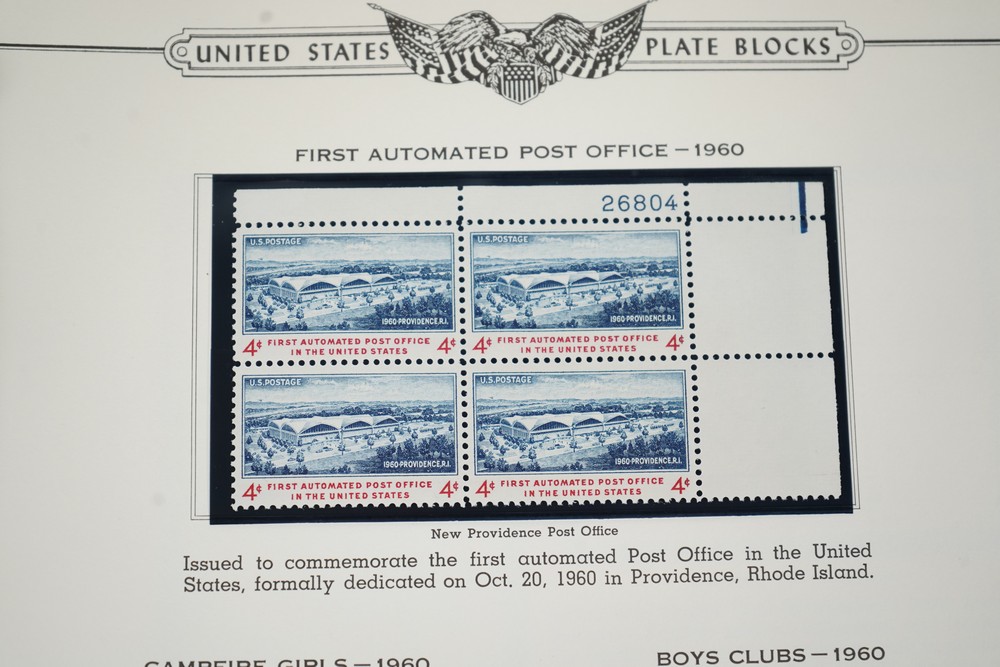 UNITED STATES PLATE BLOCKS
FIRST AUTOMATED POST OFFICE — 1960
26804
U.S. POSTAGE
1960-PROVIDENCE, R.I.
4¢ FIRST AUTOMATED POST OFFICE 4¢
IN THE UNITED STATES
U.S. POSTAGE
1960-PROVIDENCE, R.I.
4¢ FIRST AUTOMATED POST OFFICE 4¢
IN THE UNITED STATES
U.S. POSTAGE
1960-PROVIDENCE, R.I.
4¢ FIRST AUTOMATED POST OFFICE 4¢
IN THE UNITED STATES
U.S. POSTAGE
1960-PROVIDENCE, R.I.
4¢ FIRST AUTOMATED POST OFFICE 4¢
IN THE UNITED STATES
New Providence Post Office
Issued to commemorate the first automated Post Office in the United
States, formally dedicated on Oct. 20, 1960 in Providence, Rhode Island.
CAMPFIRE GIRLS — 1960
BOYS CLUBS — 1960